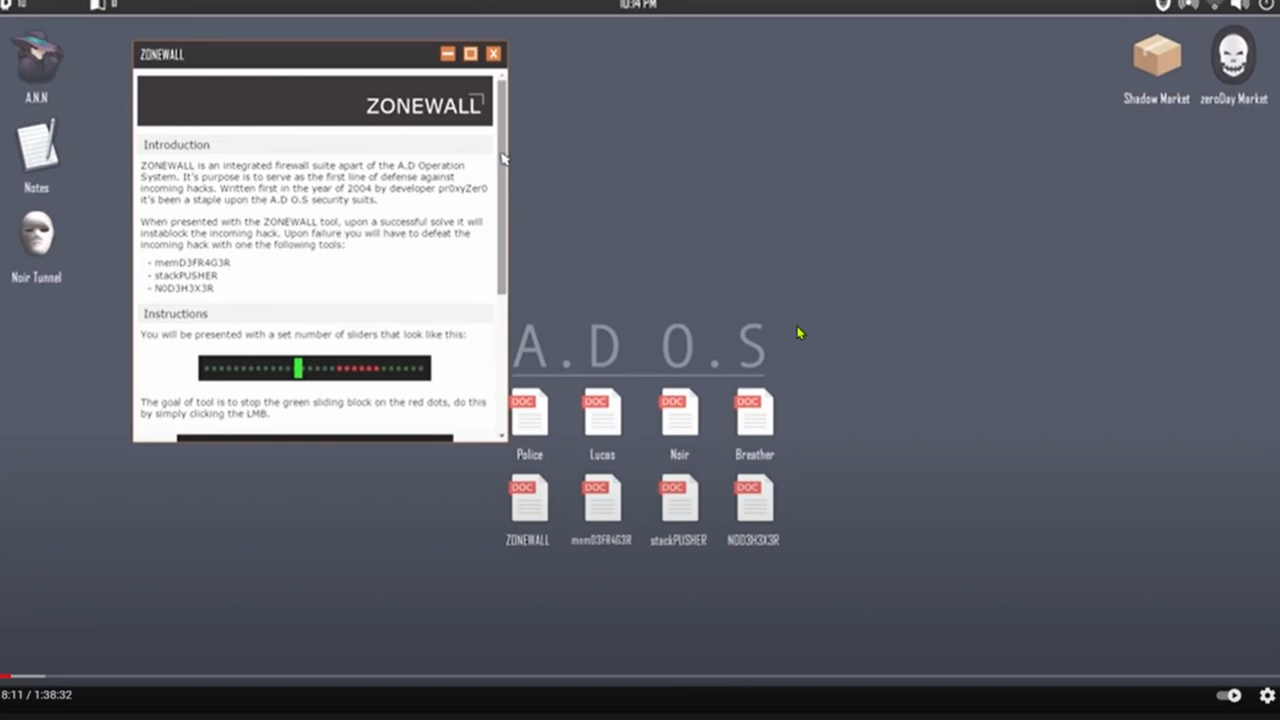 10:14 PM
ZONEWALL
A.N.N
Notes
Noir Tunnel
Shadow Market
zeroDay Market
ZONEWALL
Introduction
ZONEWALL is an integrated firewall suite apart of the A.D Operation
System. It's purpose is to serve as the first line of defense against
incoming hacks. Written first in the year of 2004 by developer pr0xyZer0
it's been a staple upon the A.D O.S security suits.
When presented with the ZONEWALL tool, upon a successful solve it will
instablock the incoming hack. Upon failure you will have to defeat the
incoming hack with one the following tools:
- memD3FR4G3R
- stackPUSHER
- N0D3H3X3R
Instructions
You will be presented with a set number of sliders that look like this:
The goal of tool is to stop the green sliding block on the red dots, do this
by simply clicking the LMB.
A.D O.S
DOC
DOC
DOC
DOC
Police
Lucas
Noir
Breather
DOC
DOC
DOC
DOC
ZONEWALL
memD3FR4G3R
stackPUSHER
N0D3H3X3R
8:11 / 1:38:32